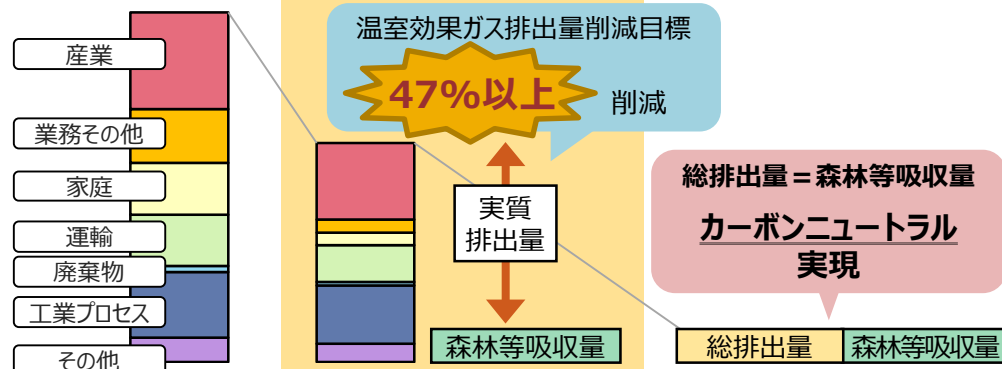 産業
業務その他
家庭
運輸
廃棄物
工業プロセス
その他
温室効果ガス排出量削減目標
47%以上
削減
実質
排出量
森林等吸収量
総排出量＝森林等吸収量
カーボンニュートラル
実現
総排出量
森林等吸収量